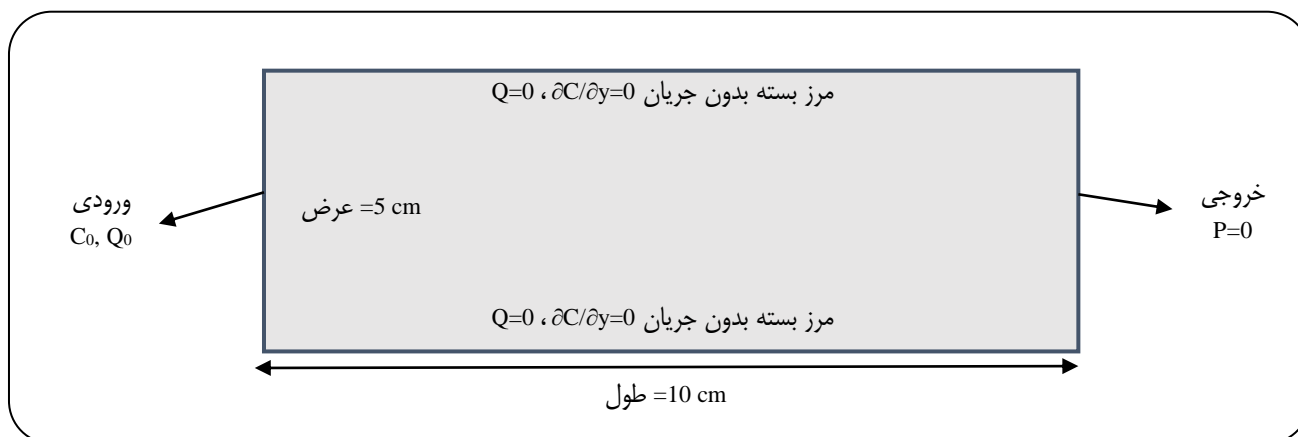 مرز بسته بدون جریان Q=0 ، ∂C/∂y=0
ورودی
C₀, Q₀
عرض =5 cm
خروجی
P=0
مرز بسته بدون جریان Q=0 ، ∂C/∂y=0
طول =10 cm